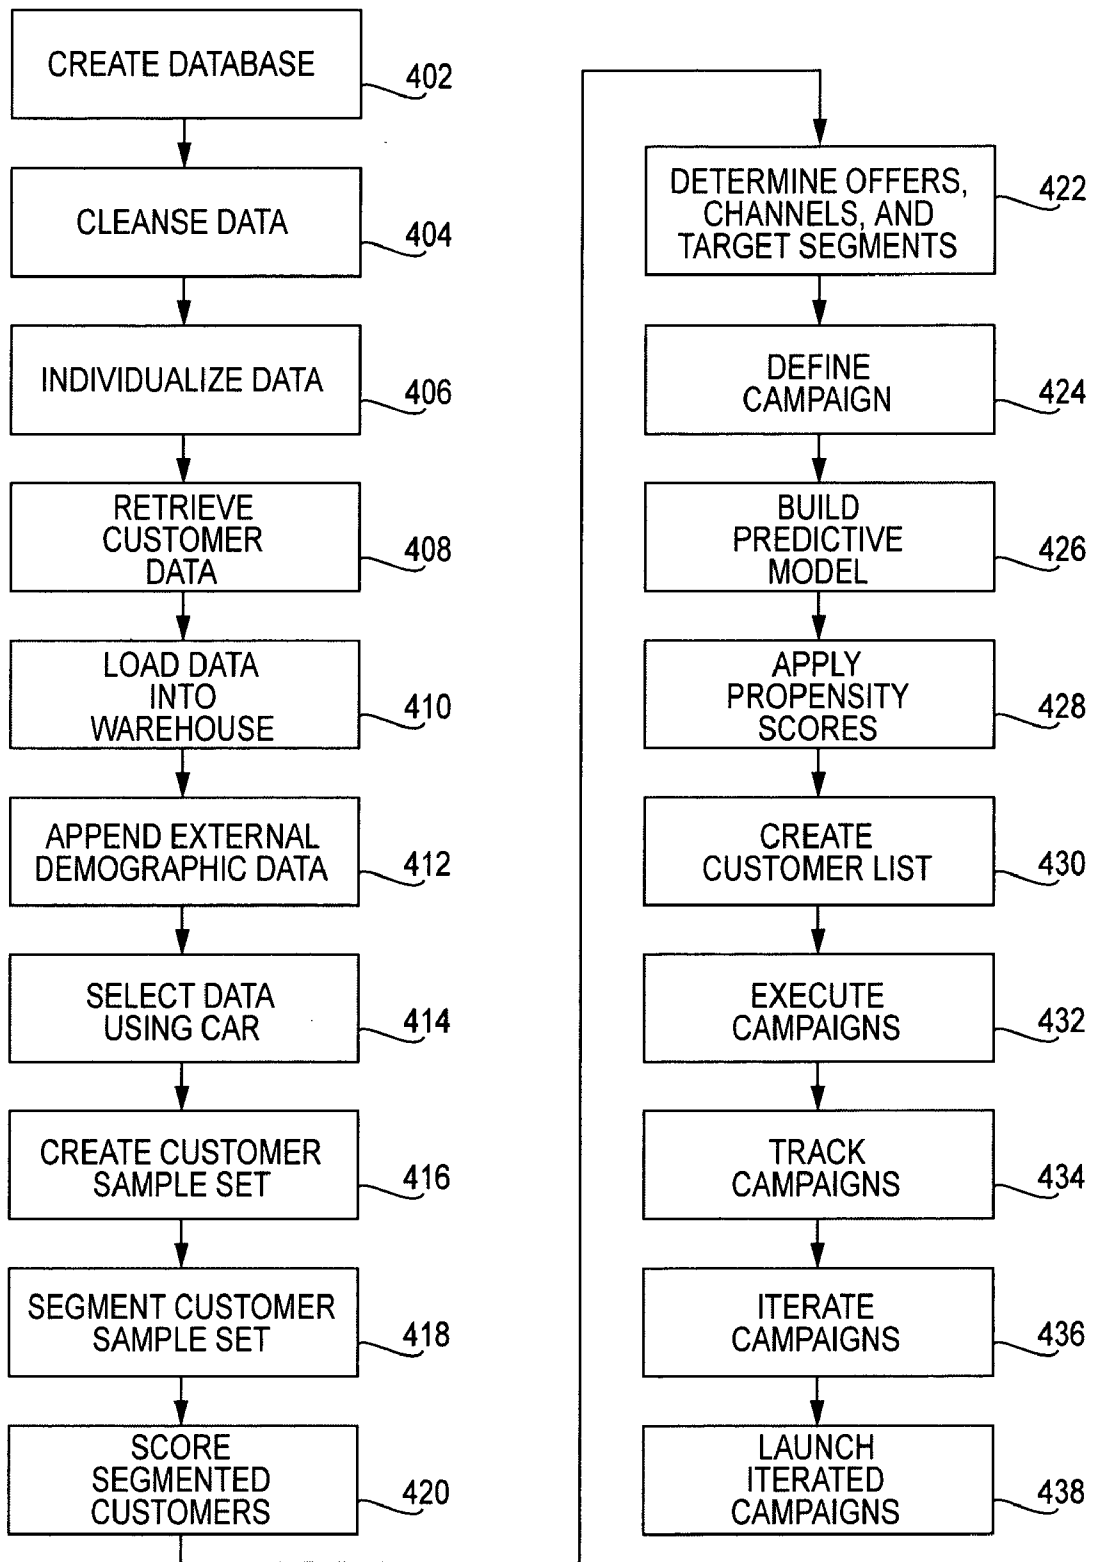 CREATE DATABASE
402
CLEANSE DATA
404
INDIVIDUALIZE DATA
406
RETRIEVE
CUSTOMER
DATA
408
LOAD DATA
INTO
WAREHOUSE
410
APPEND EXTERNAL
DEMOGRAPHIC DATA
412
SELECT DATA
USING CAR
414
CREATE CUSTOMER
SAMPLE SET
416
SEGMENT CUSTOMER
SAMPLE SET
418
SCORE
SEGMENTED
CUSTOMERS
420
DETERMINE OFFERS,
CHANNELS, AND
TARGET SEGMENTS
422
DEFINE
CAMPAIGN
424
BUILD
PREDICTIVE
MODEL
426
APPLY
PROPENSITY
SCORES
428
CREATE
CUSTOMER LIST
430
EXECUTE
CAMPAIGNS
432
TRACK
CAMPAIGNS
434
ITERATE
CAMPAIGNS
436
LAUNCH
ITERATED
CAMPAIGNS
438